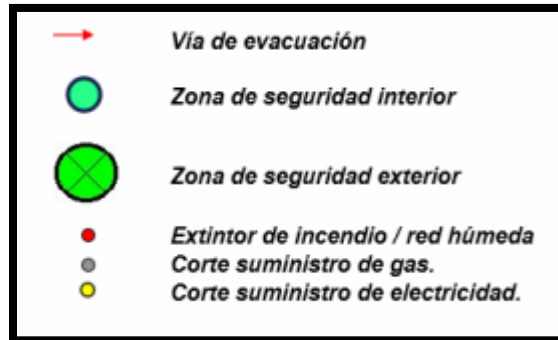 Vía de evacuación
Zona de seguridad interior
Zona de seguridad exterior
Extintor de incendio / red húmeda
Corte suministro de gas.
Corte suministro de electricidad.